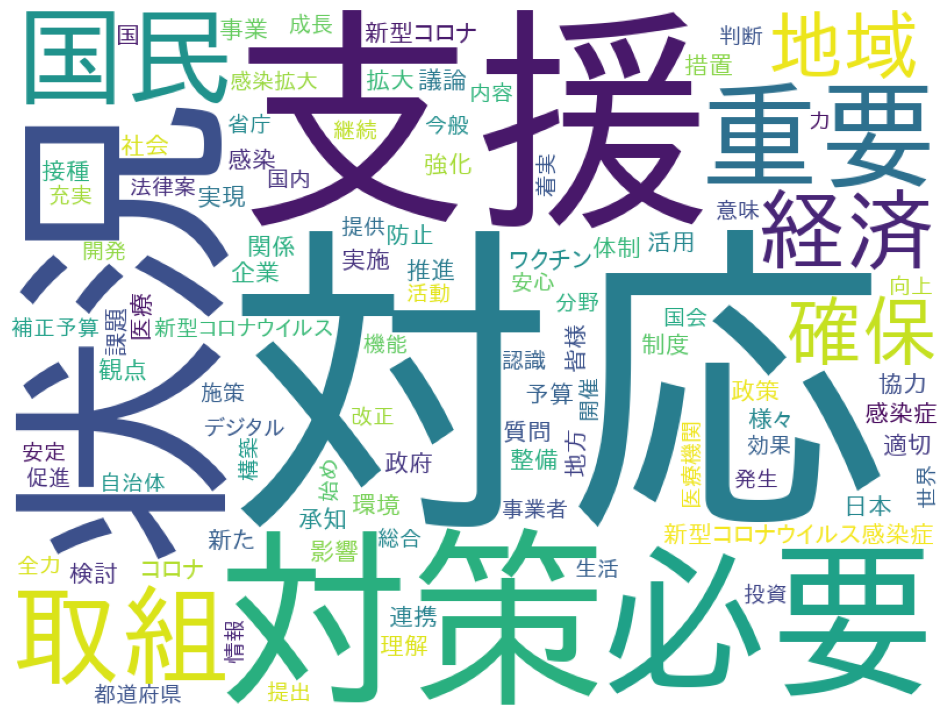 国民
国
事業
成長
新型コロナ
支援
判断
地域
感染拡大
拡大
議論
措置
内容
重要
省庁
継続
今般
力
状況
社会
感染
強化
着実
接種
国内
充実
法律案
実現
経済
意味
提供
防止
開発
関係
実施
体制
活用
ワクチン
企業
推進
安心
向上
医療
活動
分野
確保
補正予算
課題
新型コロナウイルス
対応
国会
機能
制度
認識
皆様
観点
施策
予算
開催
政策
協力
改正
様々
感染症
デジタル
質問
地方
効果
適切
安定
構築
政府
整備
医療機関
促進
自治体
始め
発生
世界
環境
事業者
日本
承知
新た
総合
新型コロナウイルス感染症
影響
全力
検討
コロナ
対策
必要
生活
取組
投資
連携
情報
理解
都道府県
提出